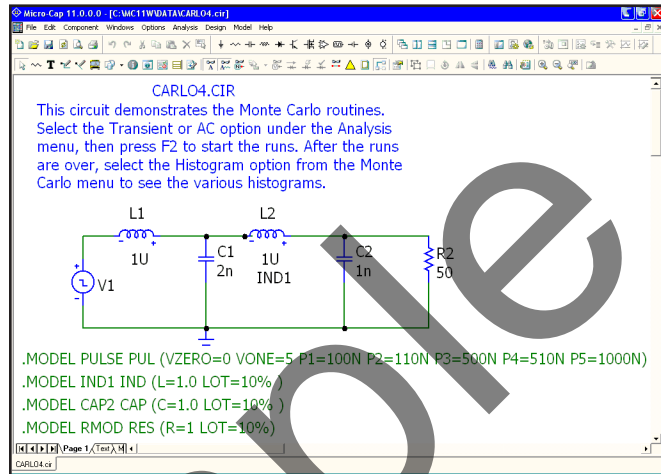 Micro-Cap 11.0.0.0 - [C:\MC11W\DATA\CARLO4.cir]
File Edit Component Windows Options Analysis Design Model Help
CARLO4.CIR
This circuit demonstrates the Monte Carlo routines.
Select the Transient or AC option under the Analysis
menu, then press F2 to start the runs. After the runs
are over, select the Histogram option from the Monte
Carlo menu to see the various histograms.
L1 L2
1U C1 1U C2 R2
2n IND1 1n 50
V1
.MODEL PULSE PUL (VZERO=0 VONE=5 P1=100N P2=110N P3=500N P4=510N P5=1000N)
.MODEL IND1 IND (L=1.0 LOT=10% )
.MODEL CAP2 CAP (C=1.0 LOT=10% )
.MODEL RMOD RES (R=1 LOT=10%)
Page 1 Text M
CARLO4.cir